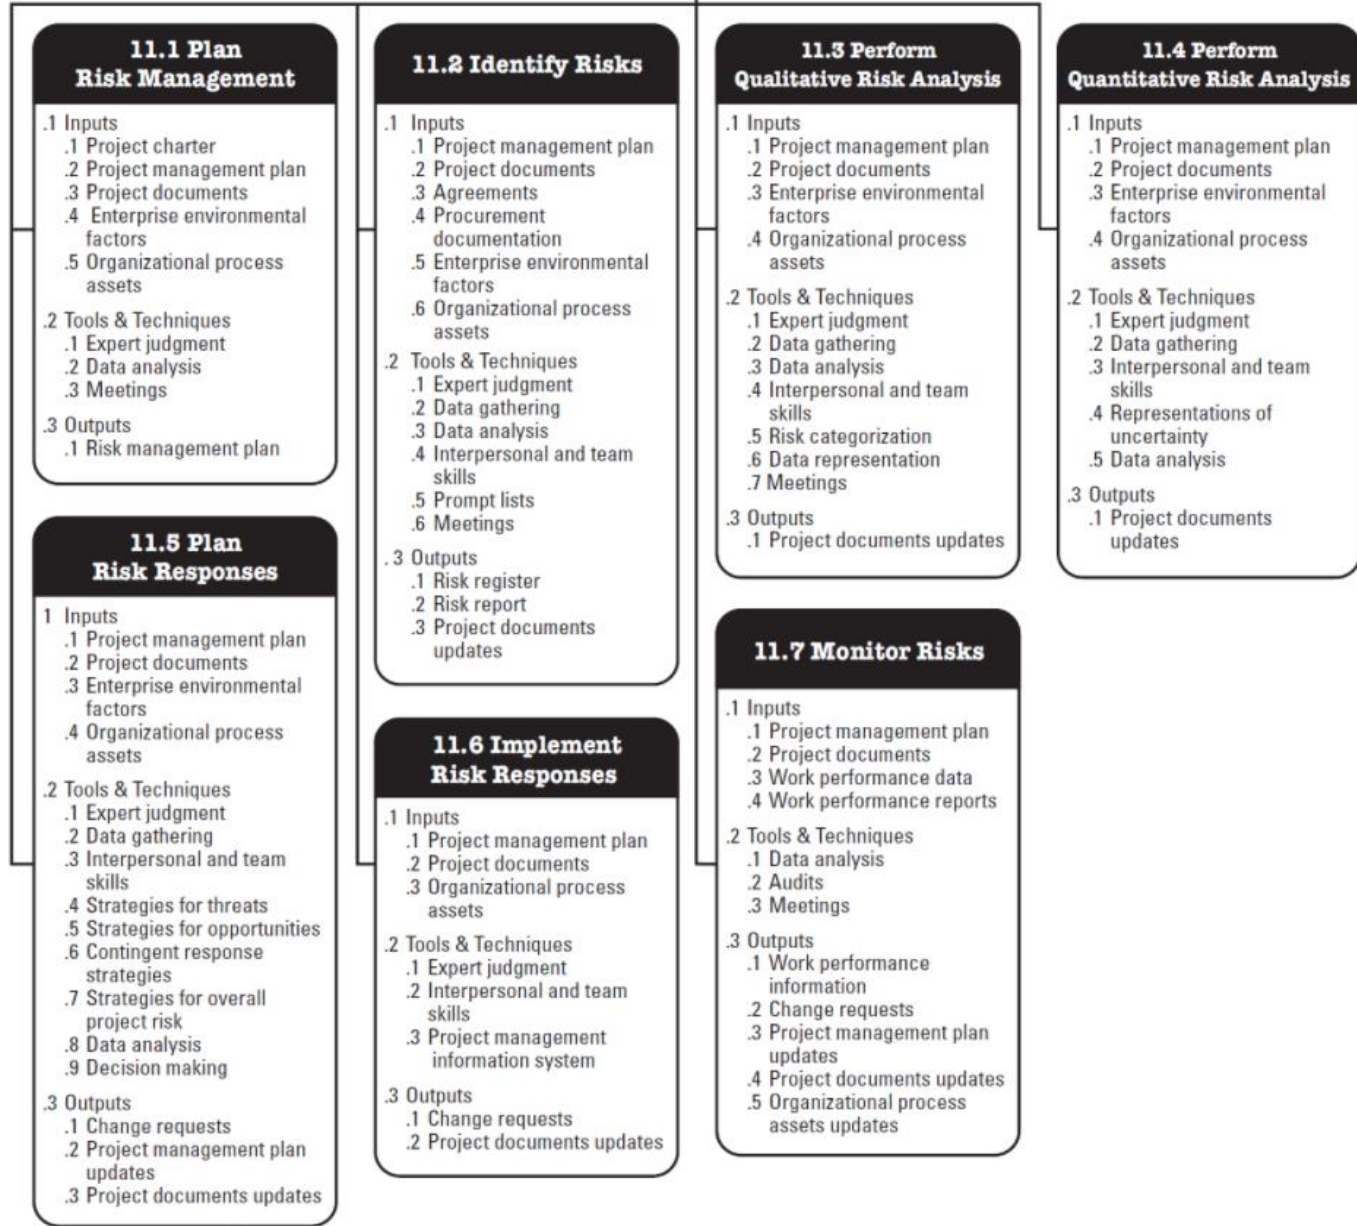 11.1 Plan
Risk Management
.1 Inputs
.1 Project charter
.2 Project management plan
.3 Project documents
.4 Enterprise environmental
factors
.5 Organizational process
assets
.2 Tools & Techniques
.1 Expert judgment
.2 Data analysis
.3 Meetings
.3 Outputs
.1 Risk management plan
11.2 Identify Risks
.1 Inputs
.1 Project management plan
.2 Project documents
.3 Agreements
.4 Procurement
documentation
.5 Enterprise environmental
factors
.6 Organizational process
assets
.2 Tools & Techniques
.1 Expert judgment
.2 Data gathering
.3 Data analysis
.4 Interpersonal and team
skills
.5 Prompt lists
.6 Meetings
.3 Outputs
.1 Risk register
.2 Risk report
.3 Project documents
updates
11.3 Perform
Qualitative Risk Analysis
.1 Inputs
.1 Project management plan
.2 Project documents
.3 Enterprise environmental
factors
.4 Organizational process
assets
.2 Tools & Techniques
.1 Expert judgment
.2 Data gathering
.3 Data analysis
.4 Interpersonal and team
skills
.5 Risk categorization
.6 Data representation
.7 Meetings
.3 Outputs
.1 Project documents updates
11.4 Perform
Quantitative Risk Analysis
.1 Inputs
.1 Project management plan
.2 Project documents
.3 Enterprise environmental
factors
.4 Organizational process
assets
.2 Tools & Techniques
.1 Expert judgment
.2 Data gathering
.3 Interpersonal and team
skills
.4 Representations of
uncertainty
.5 Data analysis
.3 Outputs
.1 Project documents
updates
11.5 Plan
Risk Responses
1 Inputs
.1 Project management plan
.2 Project documents
.3 Enterprise environmental
factors
.4 Organizational process
assets
.2 Tools & Techniques
.1 Expert judgment
.2 Data gathering
.3 Interpersonal and team
skills
.4 Strategies for threats
.5 Strategies for opportunities
.6 Contingent response
strategies
.7 Strategies for overall
project risk
.8 Data analysis
.9 Decision making
.3 Outputs
.1 Change requests
.2 Project management plan
updates
.3 Project documents updates
11.6 Implement
Risk Responses
.1 Inputs
.1 Project management plan
.2 Project documents
.3 Organizational process
assets
.2 Tools & Techniques
.1 Expert judgment
.2 Interpersonal and team
skills
.3 Project management
information system
.3 Outputs
.1 Change requests
.2 Project documents updates
11.7 Monitor Risks
.1 Inputs
.1 Project management plan
.2 Project documents
.3 Work performance data
.4 Work performance reports
.2 Tools & Techniques
.1 Data analysis
.2 Audits
.3 Meetings
.3 Outputs
.1 Work performance
information
.2 Change requests
.3 Project management plan
updates
.4 Project documents updates
.5 Organizational process
assets updates